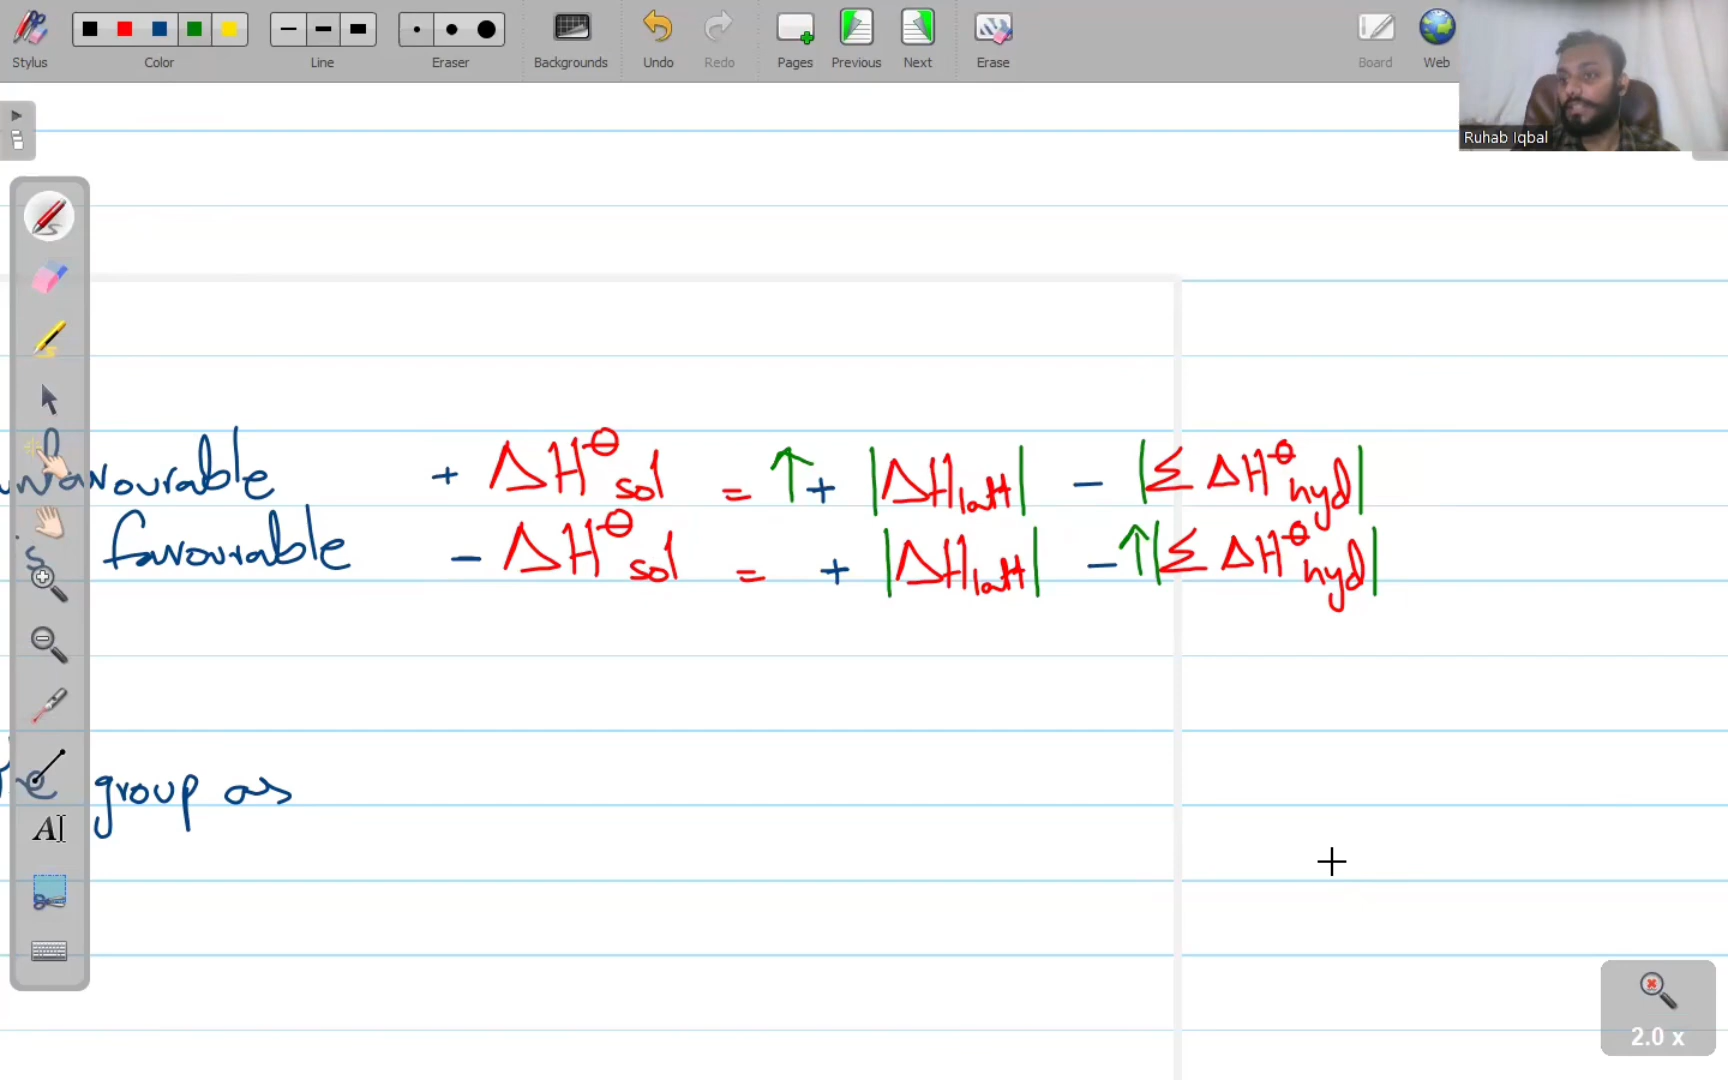 Stylus Color Line Eraser Backgrounds Undo Redo Pages Previous Next Erase Board Web
Ruhab Iqbal
unfavourable + ΔH⊖sol = ↑+ |ΔHlatt| − |Σ ΔH⊖hyd|
is favourable − ΔH⊖sol = + |ΔHlatt| − ↑|Σ ΔH⊖hyd|
group as
2.0 x